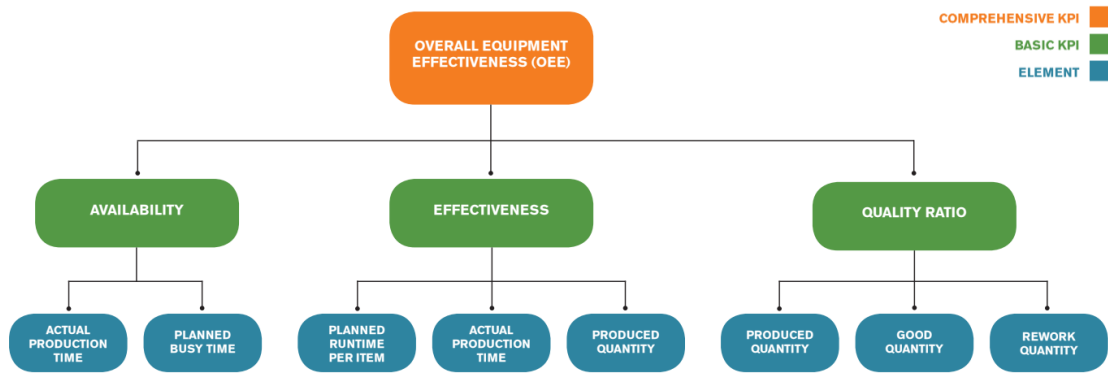 COMPREHENSIVE KPI
BASIC KPI
ELEMENT
OVERALL EQUIPMENT
EFFECTIVENESS (OEE)
AVAILABILITY
EFFECTIVENESS
QUALITY RATIO
ACTUAL
PRODUCTION
TIME
PLANNED
BUSY TIME
PLANNED
RUNTIME
PER ITEM
ACTUAL
PRODUCTION
TIME
PRODUCED
QUANTITY
PRODUCED
QUANTITY
GOOD
QUANTITY
REWORK
QUANTITY